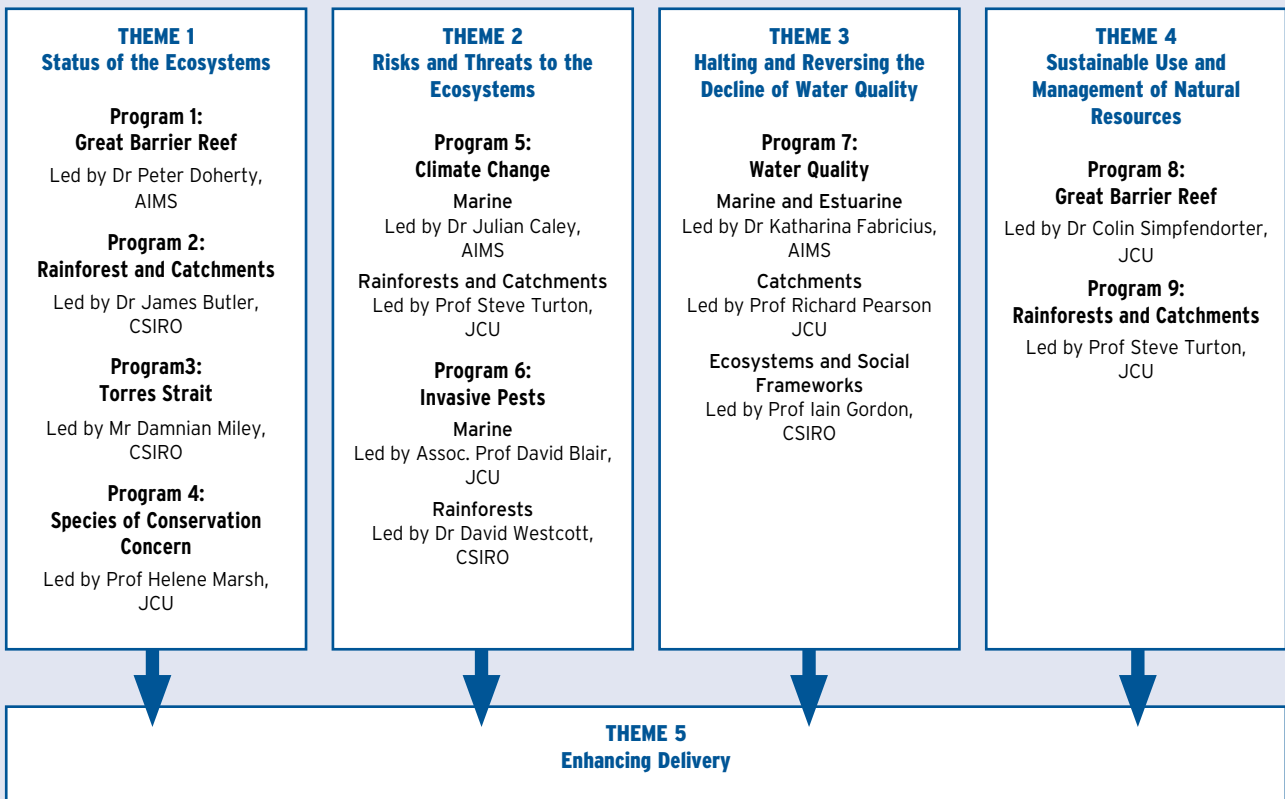 THEME 1
Status of the Ecosystems
Program 1:
Great Barrier Reef
Led by Dr Peter Doherty,
AIMS
Program 2:
Rainforest and Catchments
Led by Dr James Butler,
CSIRO
Program3:
Torres Strait
Led by Mr Damnian Miley,
CSIRO
Program 4:
Species of Conservation
Concern
Led by Prof Helene Marsh,
JCU
THEME 2
Risks and Threats to the
Ecosystems
Program 5:
Climate Change
Marine
Led by Dr Julian Caley,
AIMS
Rainforests and Catchments
Led by Prof Steve Turton,
JCU
Program 6:
Invasive Pests
Marine
Led by Assoc. Prof David Blair,
JCU
Rainforests
Led by Dr David Westcott,
CSIRO
THEME 3
Halting and Reversing the
Decline of Water Quality
Program 7:
Water Quality
Marine and Estuarine
Led by Dr Katharina Fabricius,
AIMS
Catchments
Led by Prof Richard Pearson
JCU
Ecosystems and Social
Frameworks
Led by Prof Iain Gordon,
CSIRO
THEME 4
Sustainable Use and
Management of Natural
Resources
Program 8:
Great Barrier Reef
Led by Dr Colin Simpfendorter,
JCU
Program 9:
Rainforests and Catchments
Led by Prof Steve Turton,
JCU
THEME 5
Enhancing Delivery